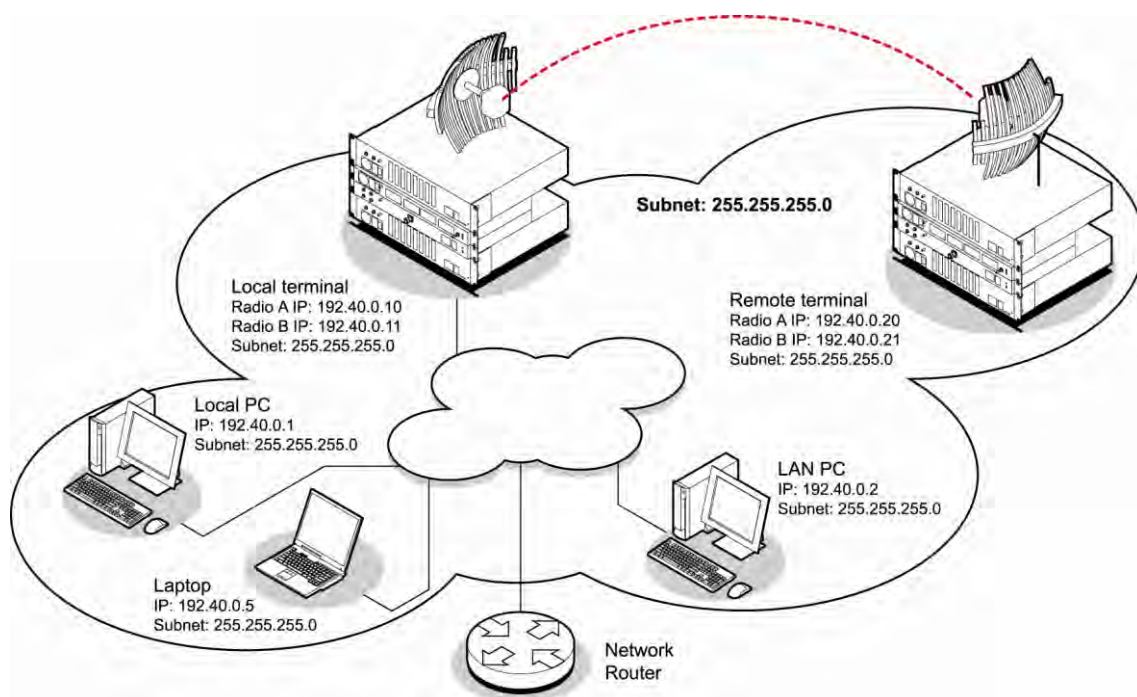 Subnet: 255.255.255.0
Local terminal
Radio A IP: 192.40.0.10
Radio B IP: 192.40.0.11
Subnet: 255.255.255.0
Remote terminal
Radio A IP: 192.40.0.20
Radio B IP: 192.40.0.21
Subnet: 255.255.255.0
Local PC
IP: 192.40.0.1
Subnet: 255.255.255.0
LAN PC
IP: 192.40.0.2
Subnet: 255.255.255.0
Laptop
IP: 192.40.0.5
Subnet: 255.255.255.0
Network
Router